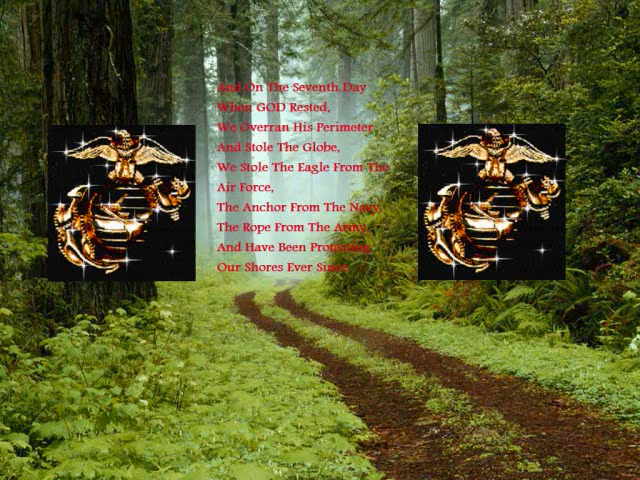 And On The Seventh Day
When GOD Rested,
We Overran His Perimeter
And Stole The Globe,
We Stole The Eagle From The
Air Force,
The Anchor From The Navy
The Rope From The Army,
And Have Been Protecting
Our Shores Ever Since